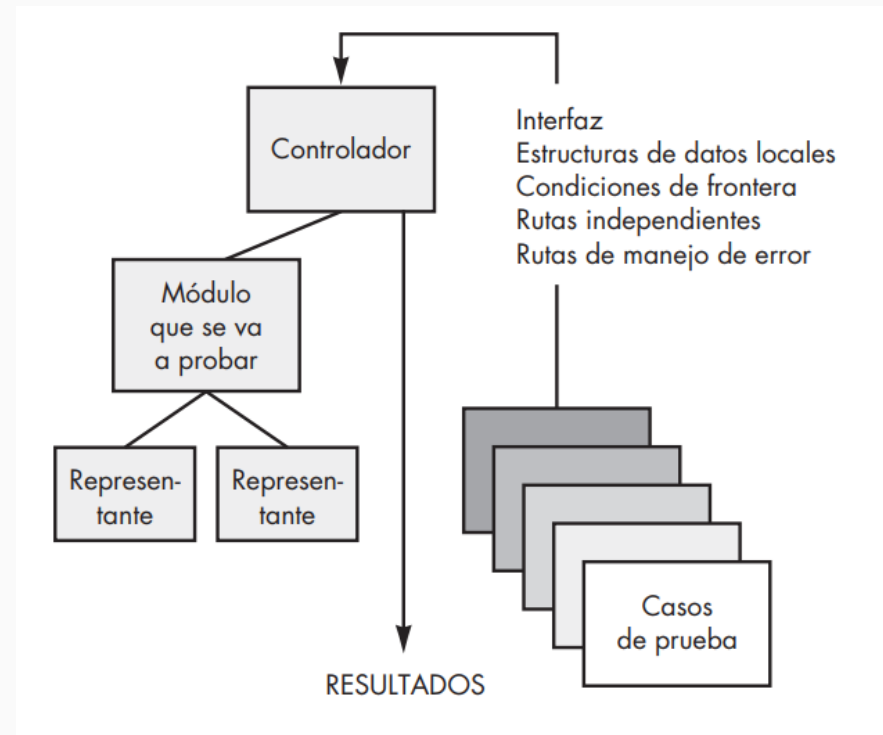 Controlador
Interfaz
Estructuras de datos locales
Condiciones de frontera
Rutas independientes
Rutas de manejo de error
Módulo
que se va
a probar
Represen-
tante
Represen-
tante
Casos
de prueba
RESULTADOS